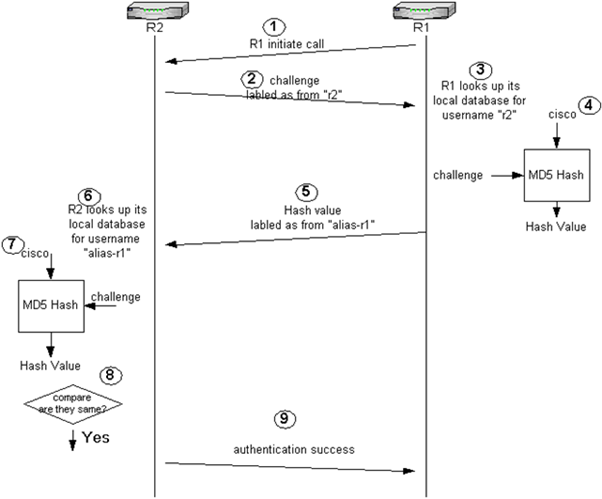 R2
R1
1
R1 initiate call
2
challenge
labled as from "r2"
3
R1 looks up its
local database for
username "r2"
4
cisco
challenge
MD5 Hash
Hash Value
5
Hash value
labled as from "alias-r1"
6
R2 looks up its
local database
for username
"alias-r1"
7
cisco
MD5 Hash
challenge
Hash Value
8
compare
are they same?
Yes
9
authentication success